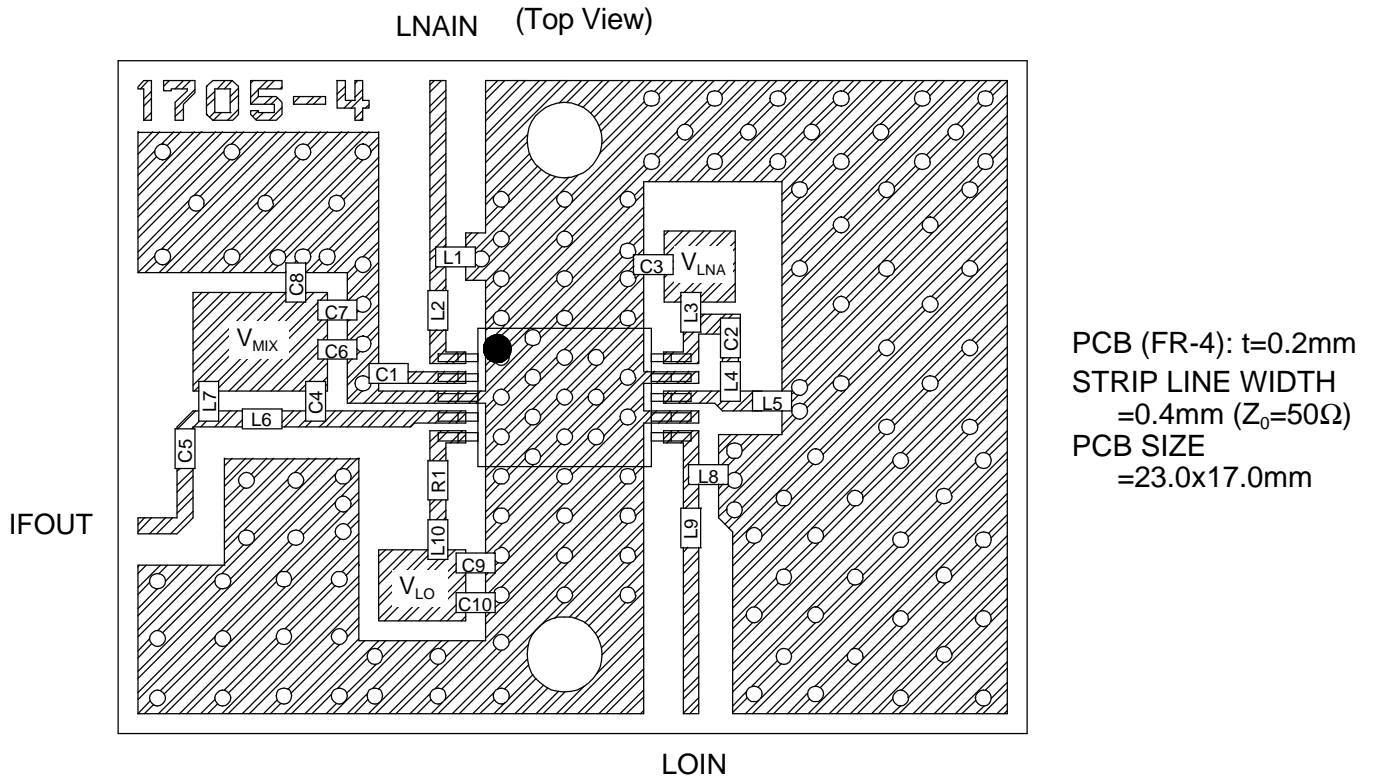 LNAIN (Top View)
1705-4
L1
C3
VLNA
C8
C7
L2
L3
VMIX
C6
C2
C1
L4
L7
C4
L5
L6
C5
R1
L8
L10
L9
IFOUT
C9
VLO
C10
LOIN
PCB (FR-4): t=0.2mm
STRIP LINE WIDTH
=0.4mm (Z0=50Ω)
PCB SIZE
=23.0x17.0mm